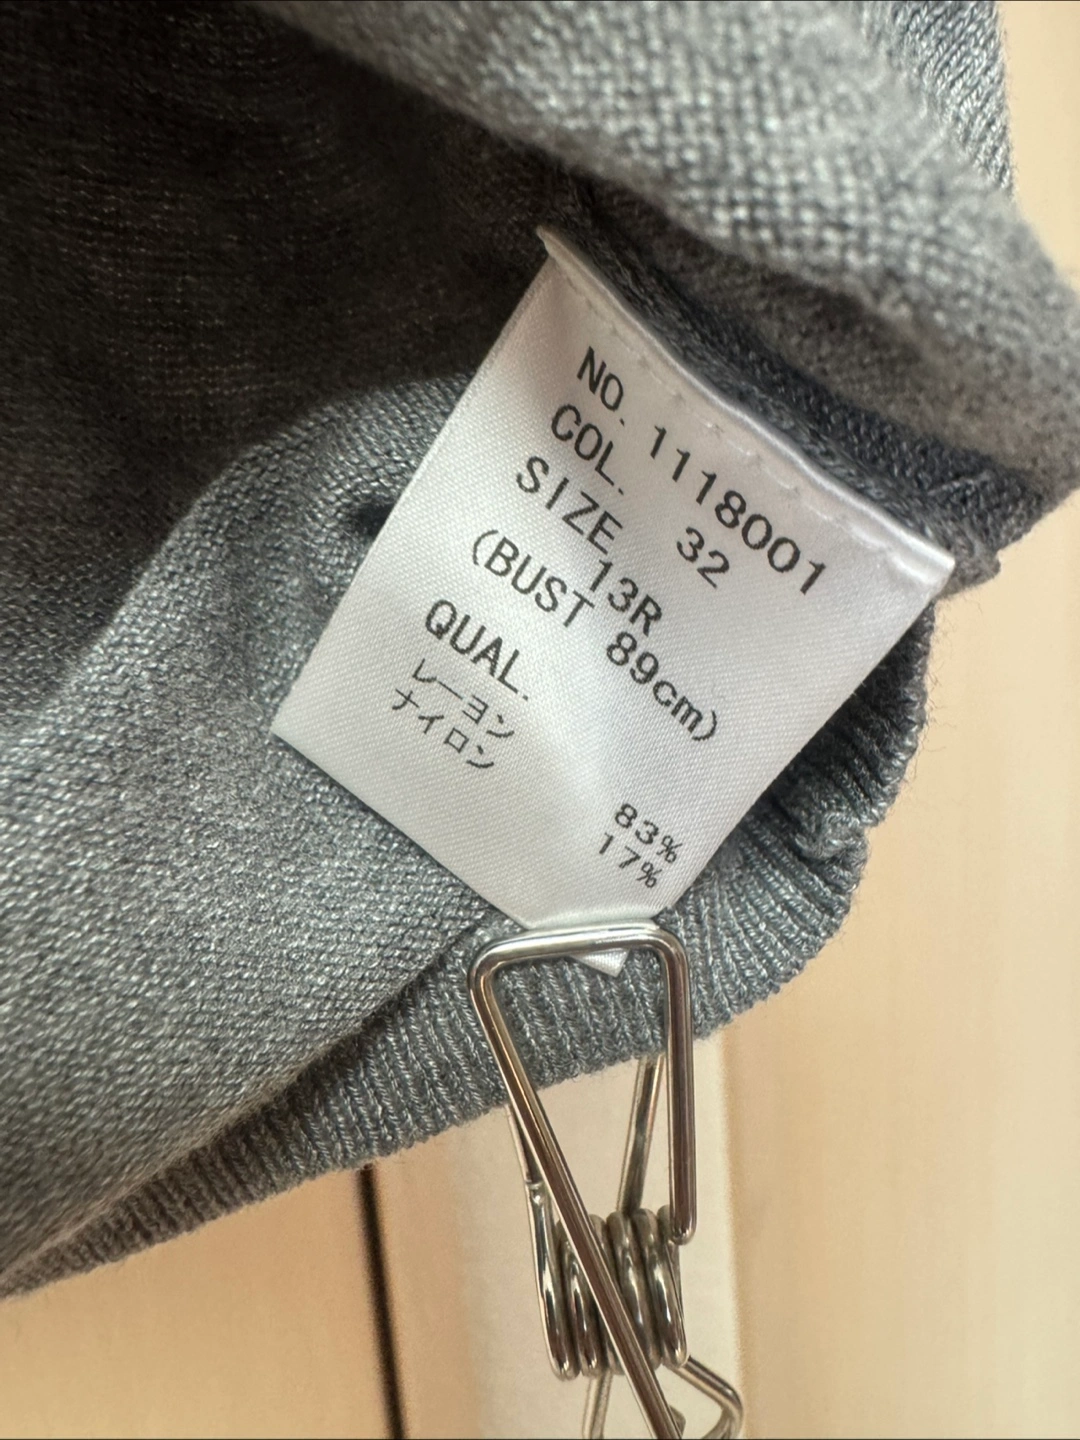 NO. 1118001
COL. 32
SIZE 13R
(BUST 89cm)
QUAL.
レーヨン 83%
ナイロン 17%